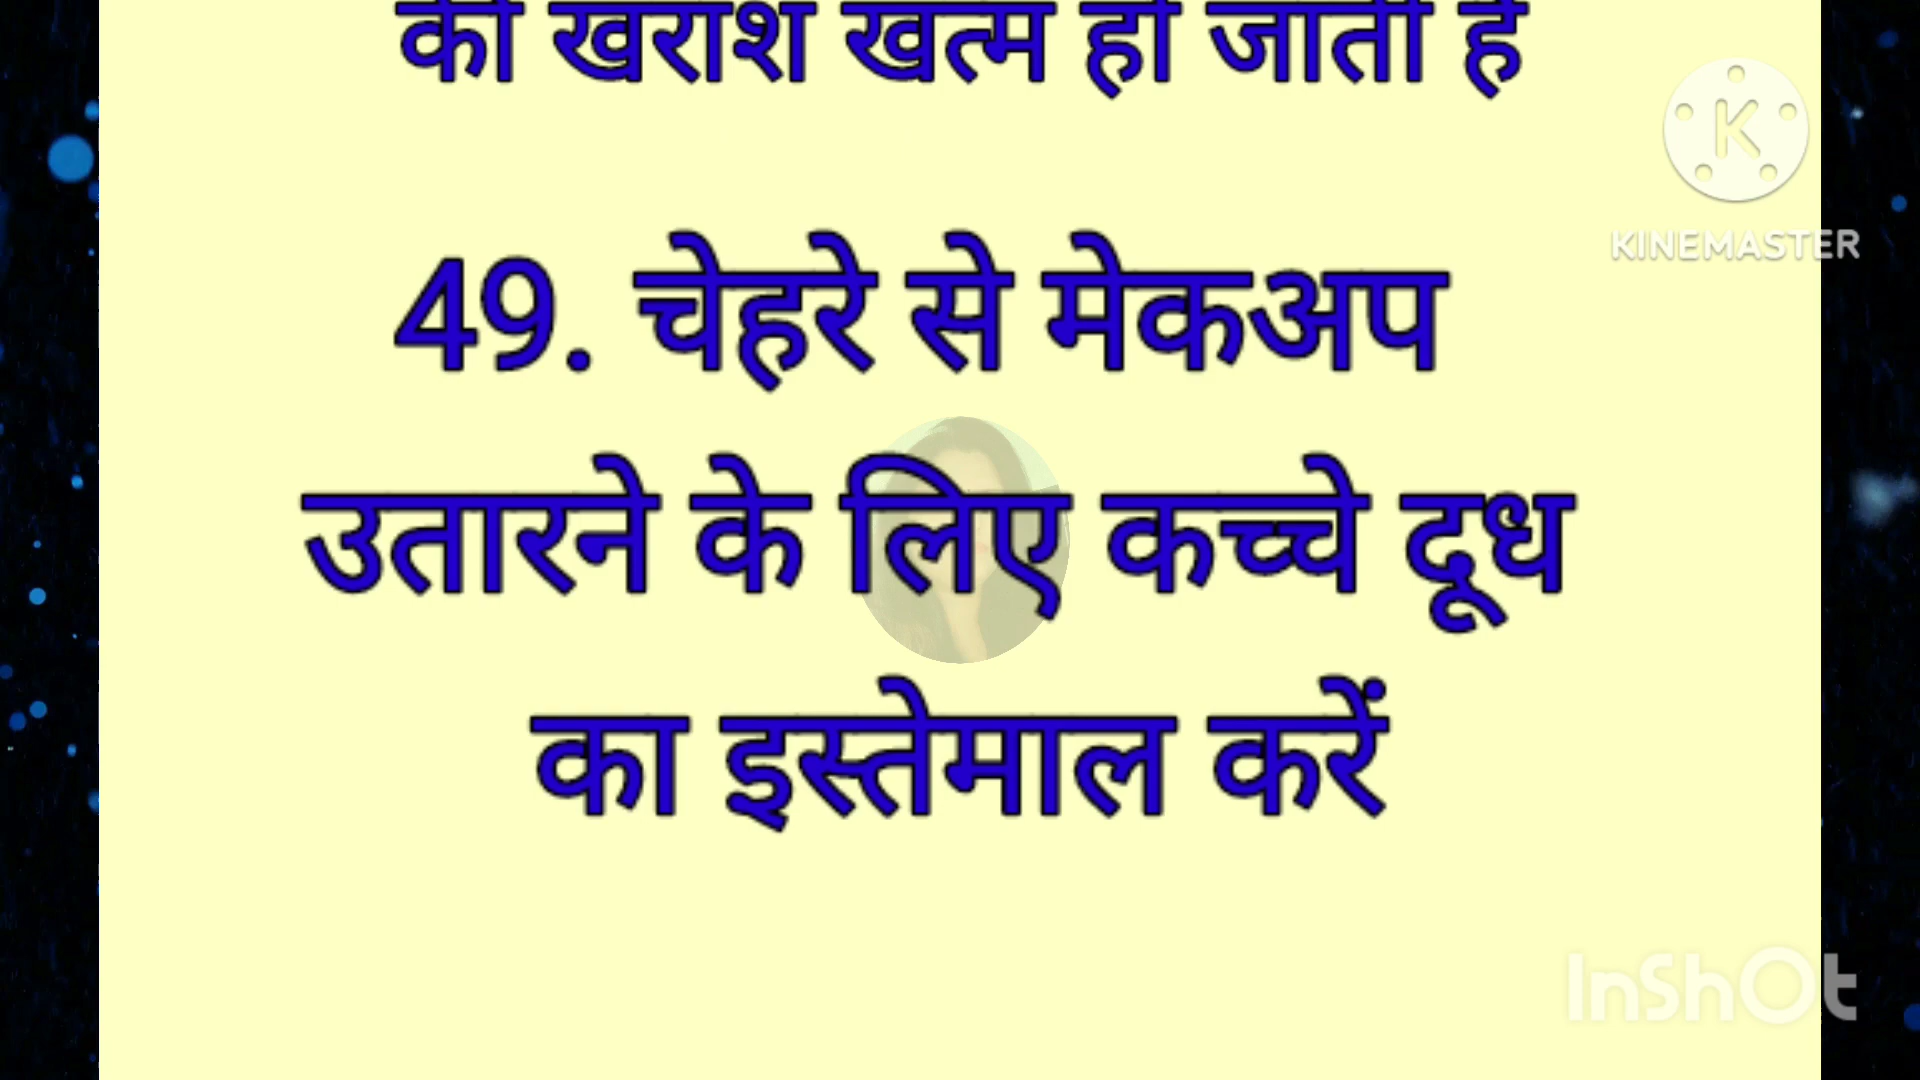 की खराश खत्म हो जाती है
KINEMASTER
49. चेहरे से मेकअप
उतारने के लिए कच्चे दूध
का इस्तेमाल करें
InShOt